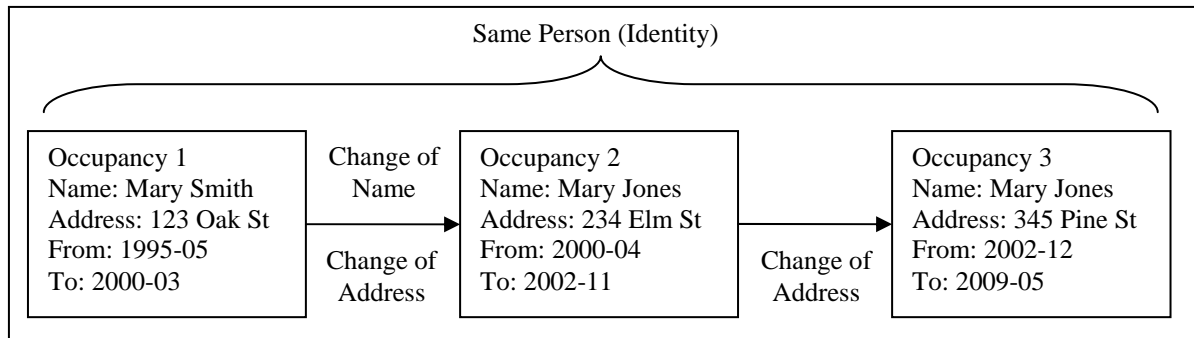 Same Person (Identity)
Occupancy 1
Name: Mary Smith
Address: 123 Oak St
From: 1995-05
To: 2000-03
Change of
Name
Change of
Address
Occupancy 2
Name: Mary Jones
Address: 234 Elm St
From: 2000-04
To: 2002-11
Change of
Address
Occupancy 3
Name: Mary Jones
Address: 345 Pine St
From: 2002-12
To: 2009-05